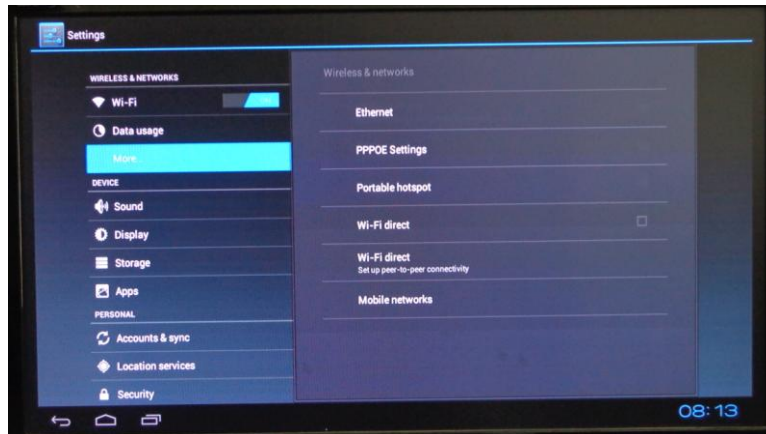 Settings
WIRELESS & NETWORKS
Wi-Fi
Data usage
More...
DEVICE
Sound
Display
Storage
Apps
PERSONAL
Accounts & sync
Location services
Security
Wireless & networks
Ethernet
PPPOE Settings
Portable hotspot
Wi-Fi direct
Wi-Fi direct
Set up peer-to-peer connectivity
Mobile networks
08:13